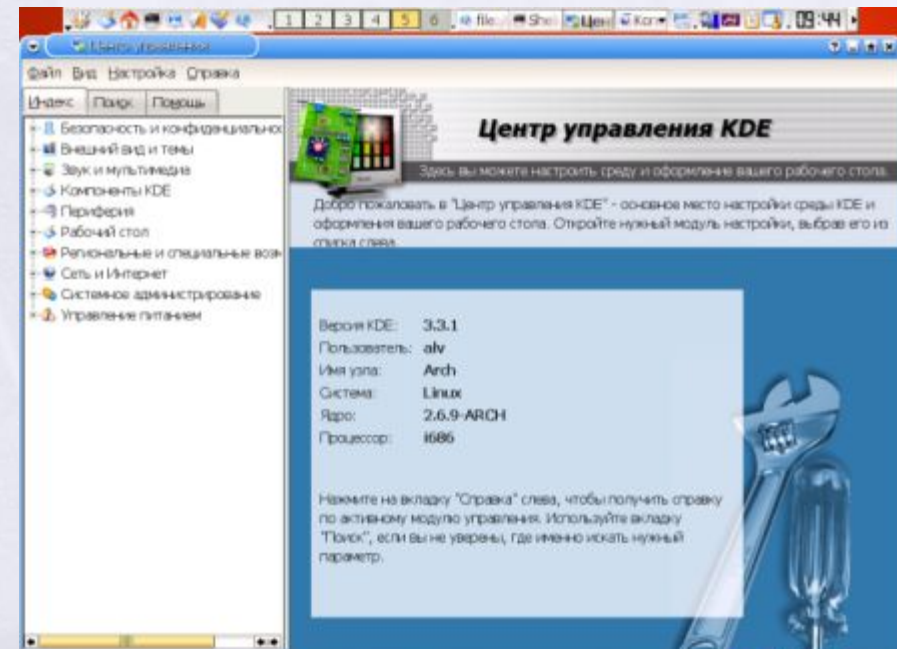 1 2 3 4 5 6 file Shel Цен Kon 09:44
Центр управления
Файл Вид Настройка Справка
Индекс Поиск Помощь
Безопасность и конфиденциальнос
Внешний вид и темы
Звук и мультимедиа
Компоненты KDE
Периферия
Рабочий стол
Региональные и специальные возм
Сеть и Интернет
Системное администрирование
Управление питанием
Центр управления KDE
Здесь вы можете настроить среду и оформление вашего рабочего стола.
Добро пожаловать в "Центр управления KDE" - основное место настройки среды KDE и
оформления вашего рабочего стола. Откройте нужный модуль настройки, выбрав его из
списка слева.
Версия KDE: 3.3.1
Пользователь: alv
Имя узла: Arch
Система: Linux
Ядро: 2.6.9-ARCH
Процессор: i686
Нажмите на вкладку "Справка" слева, чтобы получить справку
по активному модулю управления. Используйте вкладку
"Поиск", если вы не уверены, где именно искать нужный
параметр.